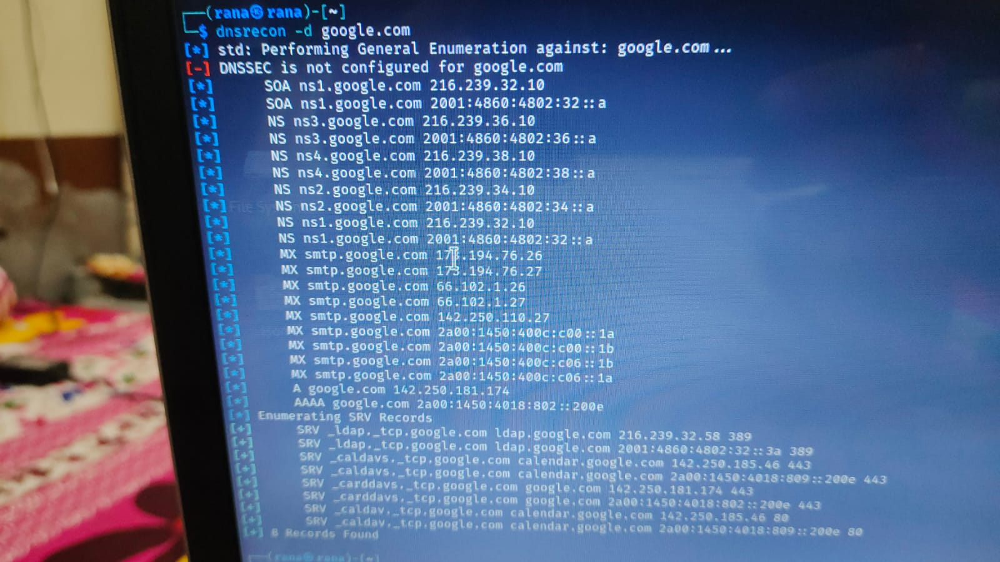 (rana㉿rana)-[~]
$ dnsrecon -d google.com
[*] std: Performing General Enumeration against: google.com...
[-] DNSSEC is not configured for google.com
[*] SOA ns1.google.com 216.239.32.10
[*] SOA ns1.google.com 2001:4860:4802:32::a
[*] NS ns3.google.com 216.239.36.10
[*] NS ns3.google.com 2001:4860:4802:36::a
[*] NS ns4.google.com 216.239.38.10
[*] NS ns4.google.com 2001:4860:4802:38::a
[*] NS ns2.google.com 216.239.34.10
[*] NS ns2.google.com 2001:4860:4802:34::a
[*] NS ns1.google.com 216.239.32.10
[*] NS ns1.google.com 2001:4860:4802:32::a
[*] MX smtp.google.com 173.194.76.26
[*] MX smtp.google.com 173.194.76.27
[*] MX smtp.google.com 66.102.1.26
[*] MX smtp.google.com 66.102.1.27
[*] MX smtp.google.com 142.250.110.27
[*] MX smtp.google.com 2a00:1450:400c:c00::1a
[*] MX smtp.google.com 2a00:1450:400c:c00::1b
[*] MX smtp.google.com 2a00:1450:400c:c06::1b
[*] MX smtp.google.com 2a00:1450:400c:c06::1a
[*] A google.com 142.250.181.174
[*] AAAA google.com 2a00:1450:4018:802::200e
[*] Enumerating SRV Records
[+] SRV _ldap._tcp.google.com ldap.google.com 216.239.32.58 389
[+] SRV _ldap._tcp.google.com ldap.google.com 2001:4860:4802:32::3a 389
[+] SRV _caldavs._tcp.google.com calendar.google.com 142.250.185.46 443
[+] SRV _caldavs._tcp.google.com calendar.google.com 2a00:1450:4018:809::200e 443
[+] SRV _carddavs._tcp.google.com google.com 142.250.181.174 443
[+] SRV _carddavs._tcp.google.com google.com 2a00:1450:4018:802::200e 443
[+] SRV _caldav._tcp.google.com calendar.google.com 142.250.185.46 80
[+] SRV _caldav._tcp.google.com calendar.google.com 2a00:1450:4018:809::200e 80
[+] 8 Records Found
(rana㉿rana)-[~]